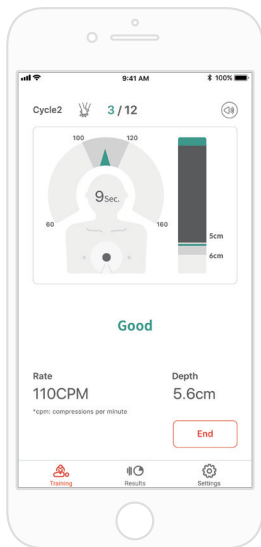 9:41 AM
100%
Cycle2 3 / 12
100 120
60 160
9Sec.
5cm
6cm
Good
Rate Depth
110CPM 5.6cm
*cpm: compressions per minute
End
Training Results Settings